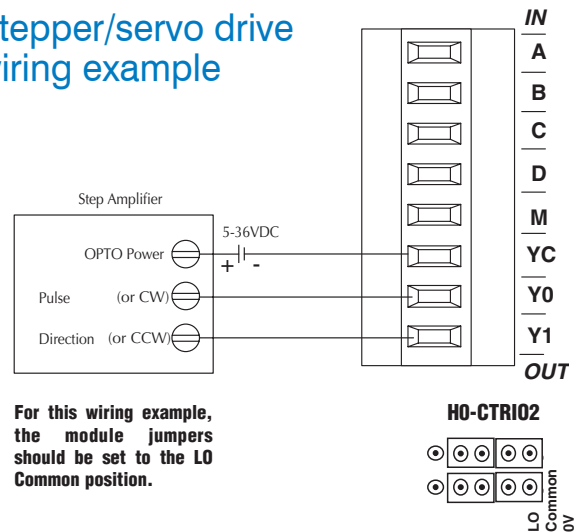 tepper/servo drive
iring example
IN
A
B
C
D
M
YC
Y0
Y1
OUT
Step Amplifier
5-36VDC
OPTO Power
+ -
Pulse (or CW)
Direction (or CCW)
For this wiring example,
the module jumpers
should be set to the LO
Common position.
H0-CTRIO2
LO
Common
0V